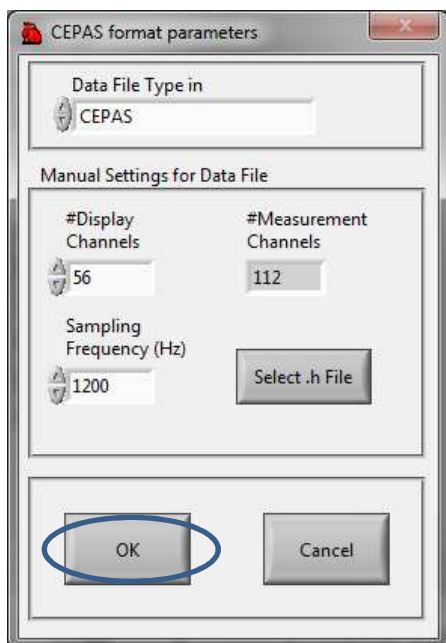 CEPAS format parameters
Data File Type in
CEPAS
Manual Settings for Data File
#Display
Channels
#Measurement
Channels
56
112
Sampling
Frequency (Hz)
1200
Select .h File
OK
Cancel